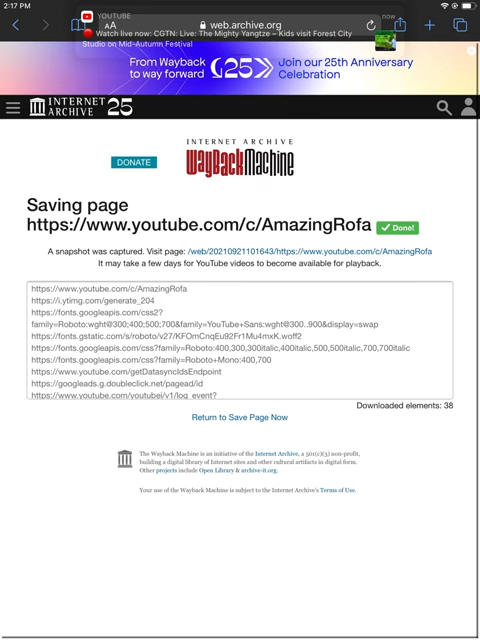 2:17 PM
YOUTUBE
now
AA
web.archive.org
Watch live now: CGTN: Live: The Mighty Yangtze – Kids visit Forest City
Studio on Mid-Autumn Festival
From Wayback
to way forward
25
Join our 25th Anniversary
Celebration
INTERNET
ARCHIVE
25
INTERNET ARCHIVE
WayBackMachine
DONATE
Saving page
https://www.youtube.com/c/AmazingRofa
Done!
A snapshot was captured. Visit page: /web/20210921101643/https://www.youtube.com/c/AmazingRofa
It may take a few days for YouTube videos to become available for playback.
https://www.youtube.com/c/AmazingRofa
https://i.ytimg.com/generate_204
https://fonts.googleapis.com/css2?
family=Roboto:wght@300;400;500;700&family=YouTube+Sans:wght@300..900&display=swap
https://fonts.gstatic.com/s/roboto/v27/KFOmCnqEu92Fr1Mu4mxK.woff2
https://fonts.googleapis.com/css?family=Roboto:400,300,300italic,400italic,500,500italic,700,700italic
https://fonts.googleapis.com/css?family=Roboto+Mono:400,700
https://www.youtube.com/getDatasyncIdsEndpoint
https://googleads.g.doubleclick.net/pagead/id
https://www.youtube.com/youtubei/v1/log_event?
Downloaded elements: 38
Return to Save Page Now
The Wayback Machine is an initiative of the Internet Archive, a 501(c)(3) non-profit,
building a digital library of Internet sites and other cultural artifacts in digital form.
Other projects include Open Library & archive-it.org.
Your use of the Wayback Machine is subject to the Internet Archive's Terms of Use.